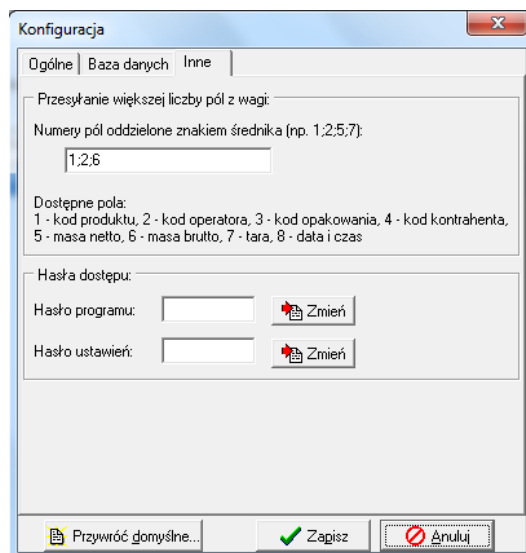 Konfiguracja
Ogólne Baza danych Inne
Przesyłanie większej liczby pól z wagi:
Numery pól oddzielone znakiem średnika (np. 1;2;5;7):
1;2;6
Dostępne pola:
1 - kod produktu, 2 - kod operatora, 3 - kod opakowania, 4 - kod kontrahenta,
5 - masa netto, 6 - masa brutto, 7 - tara, 8 - data i czas
Hasła dostępu:
Hasło programu: Zmień
Hasło ustawień: Zmień
Przywróć domyślne... Zapisz Anuluj